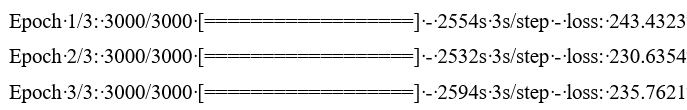 Epoch 1/3: 3000/3000 [==================] - 2554s 3s/step - loss: 243.4323
Epoch 2/3: 3000/3000 [==================] - 2532s 3s/step - loss: 230.6354
Epoch 3/3: 3000/3000 [==================] - 2594s 3s/step - loss: 235.7621